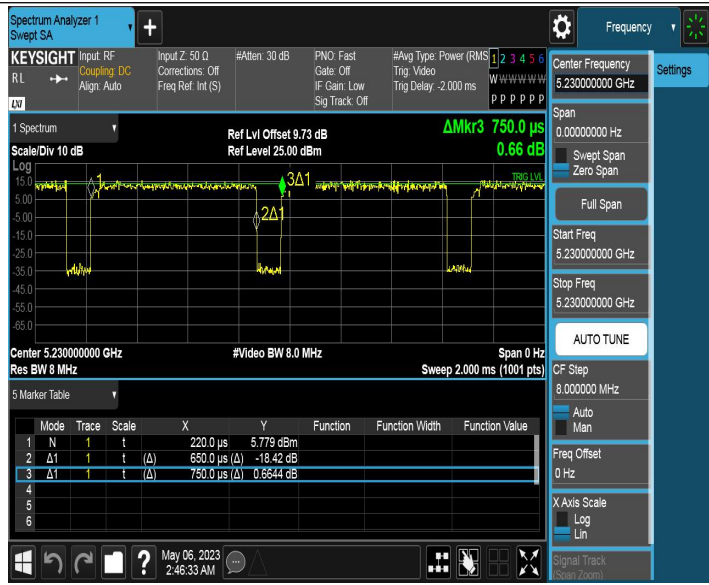 Spectrum Analyzer 1
Swept SA
Frequency
KEYSIGHT
RL
LXI
Input: RF
Coupling: DC
Align: Auto
Input Z: 50 Ω
Corrections: Off
Freq Ref: Int (S)
#Atten: 30 dB
PNO: Fast
Gate: Off
IF Gain: Low
Sig Track: Off
#Avg Type: Power (RMS
Trig: Video
Trig Delay: -2.000 ms
1 2 3 4 5 6
W W W W W W
P P P P P P
1 Spectrum
Scale/Div 10 dB
Ref Lvl Offset 9.73 dB
Ref Level 25.00 dBm
ΔMkr3 750.0 µs
0.66 dB
Log
15.0
5.00
-5.00
-15.0
-25.0
-35.0
-45.0
-55.0
-65.0
1
2Δ1
3Δ1
TRIG LVL
Center 5.230000000 GHz
Res BW 8 MHz
#Video BW 8.0 MHz
Span 0 Hz
Sweep 2.000 ms (1001 pts)
5 Marker Table
Mode Trace Scale X Y Function Function Width Function Value
1 N 1 t 220.0 µs 5.779 dBm
2 Δ1 1 t (Δ) 650.0 µs (Δ) -18.42 dB
3 Δ1 1 t (Δ) 750.0 µs (Δ) 0.6644 dB
4
5
6
May 06, 2023
2:46:33 AM
Center Frequency
5.230000000 GHz
Settings
Span
0.00000000 Hz
Swept Span
Zero Span
Full Span
Start Freq
5.230000000 GHz
Stop Freq
5.230000000 GHz
AUTO TUNE
CF Step
8.000000 MHz
Auto
Man
Freq Offset
0 Hz
X Axis Scale
Log
Lin
Signal Track
(Span Zoom)